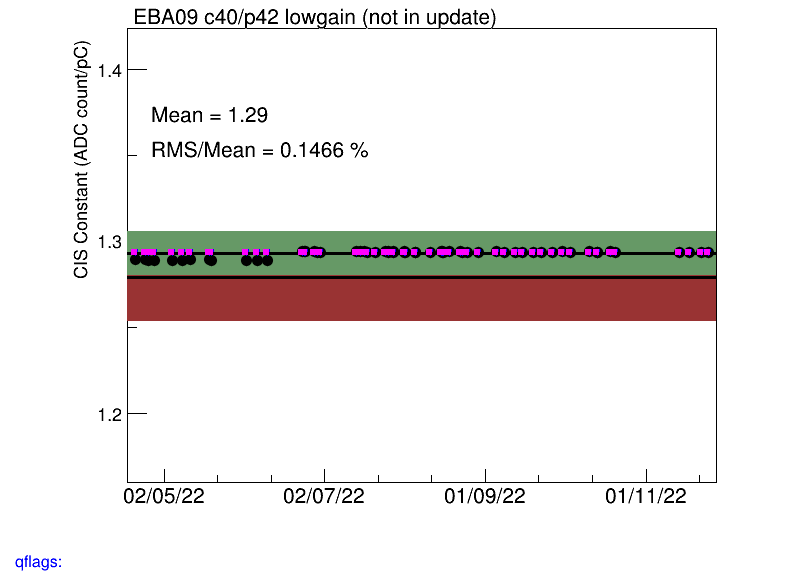 EBA09 c40/p42 lowgain (not in update)
CIS Constant (ADC count/pC)
1.4
Mean = 1.29
RMS/Mean = 0.1466 %
1.3
1.2
02/05/22 02/07/22 01/09/22 01/11/22
qflags: